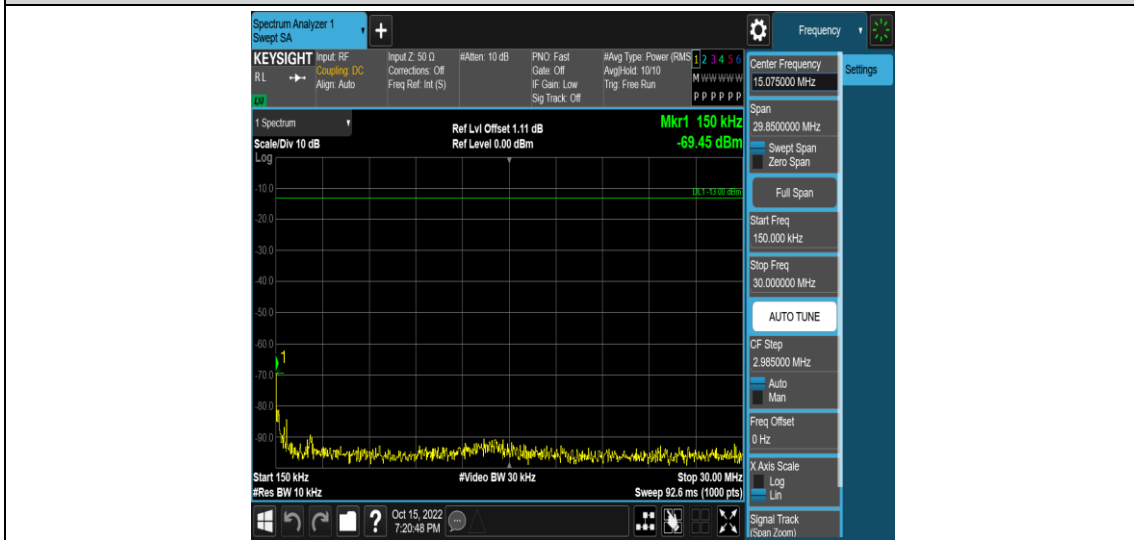 Spectrum Analyzer 1
Swept SA
+
Frequency
KEYSIGHT
RL
LXI
Input: RF
Coupling: DC
Align: Auto
Input Z: 50 Ω
Corrections: Off
Freq Ref: Int (S)
#Atten: 10 dB
PNO: Fast
Gate: Off
IF Gain: Low
Sig Track: Off
#Avg Type: Power (RMS
Avg|Hold: 10/10
Trig: Free Run
1 2 3 4 5 6
M W W W W W
P P P P P P
1 Spectrum
Scale/Div 10 dB
Log
Ref Lvl Offset 1.11 dB
Ref Level 0.00 dBm
Mkr1 150 kHz
-69.45 dBm
DL1 -13.00 dBm
-10.0
-20.0
-30.0
-40.0
-50.0
-60.0
-70.0
-80.0
-90.0
1
Start 150 kHz
#Res BW 10 kHz
#Video BW 30 kHz
Stop 30.00 MHz
Sweep 92.6 ms (1000 pts)
?
Oct 15, 2022
7:20:48 PM
Center Frequency
15.075000 MHz
Settings
Span
29.8500000 MHz
Swept Span
Zero Span
Full Span
Start Freq
150.000 kHz
Stop Freq
30.000000 MHz
AUTO TUNE
CF Step
2.985000 MHz
Auto
Man
Freq Offset
0 Hz
X Axis Scale
Log
Lin
Signal Track
(Span Zoom)